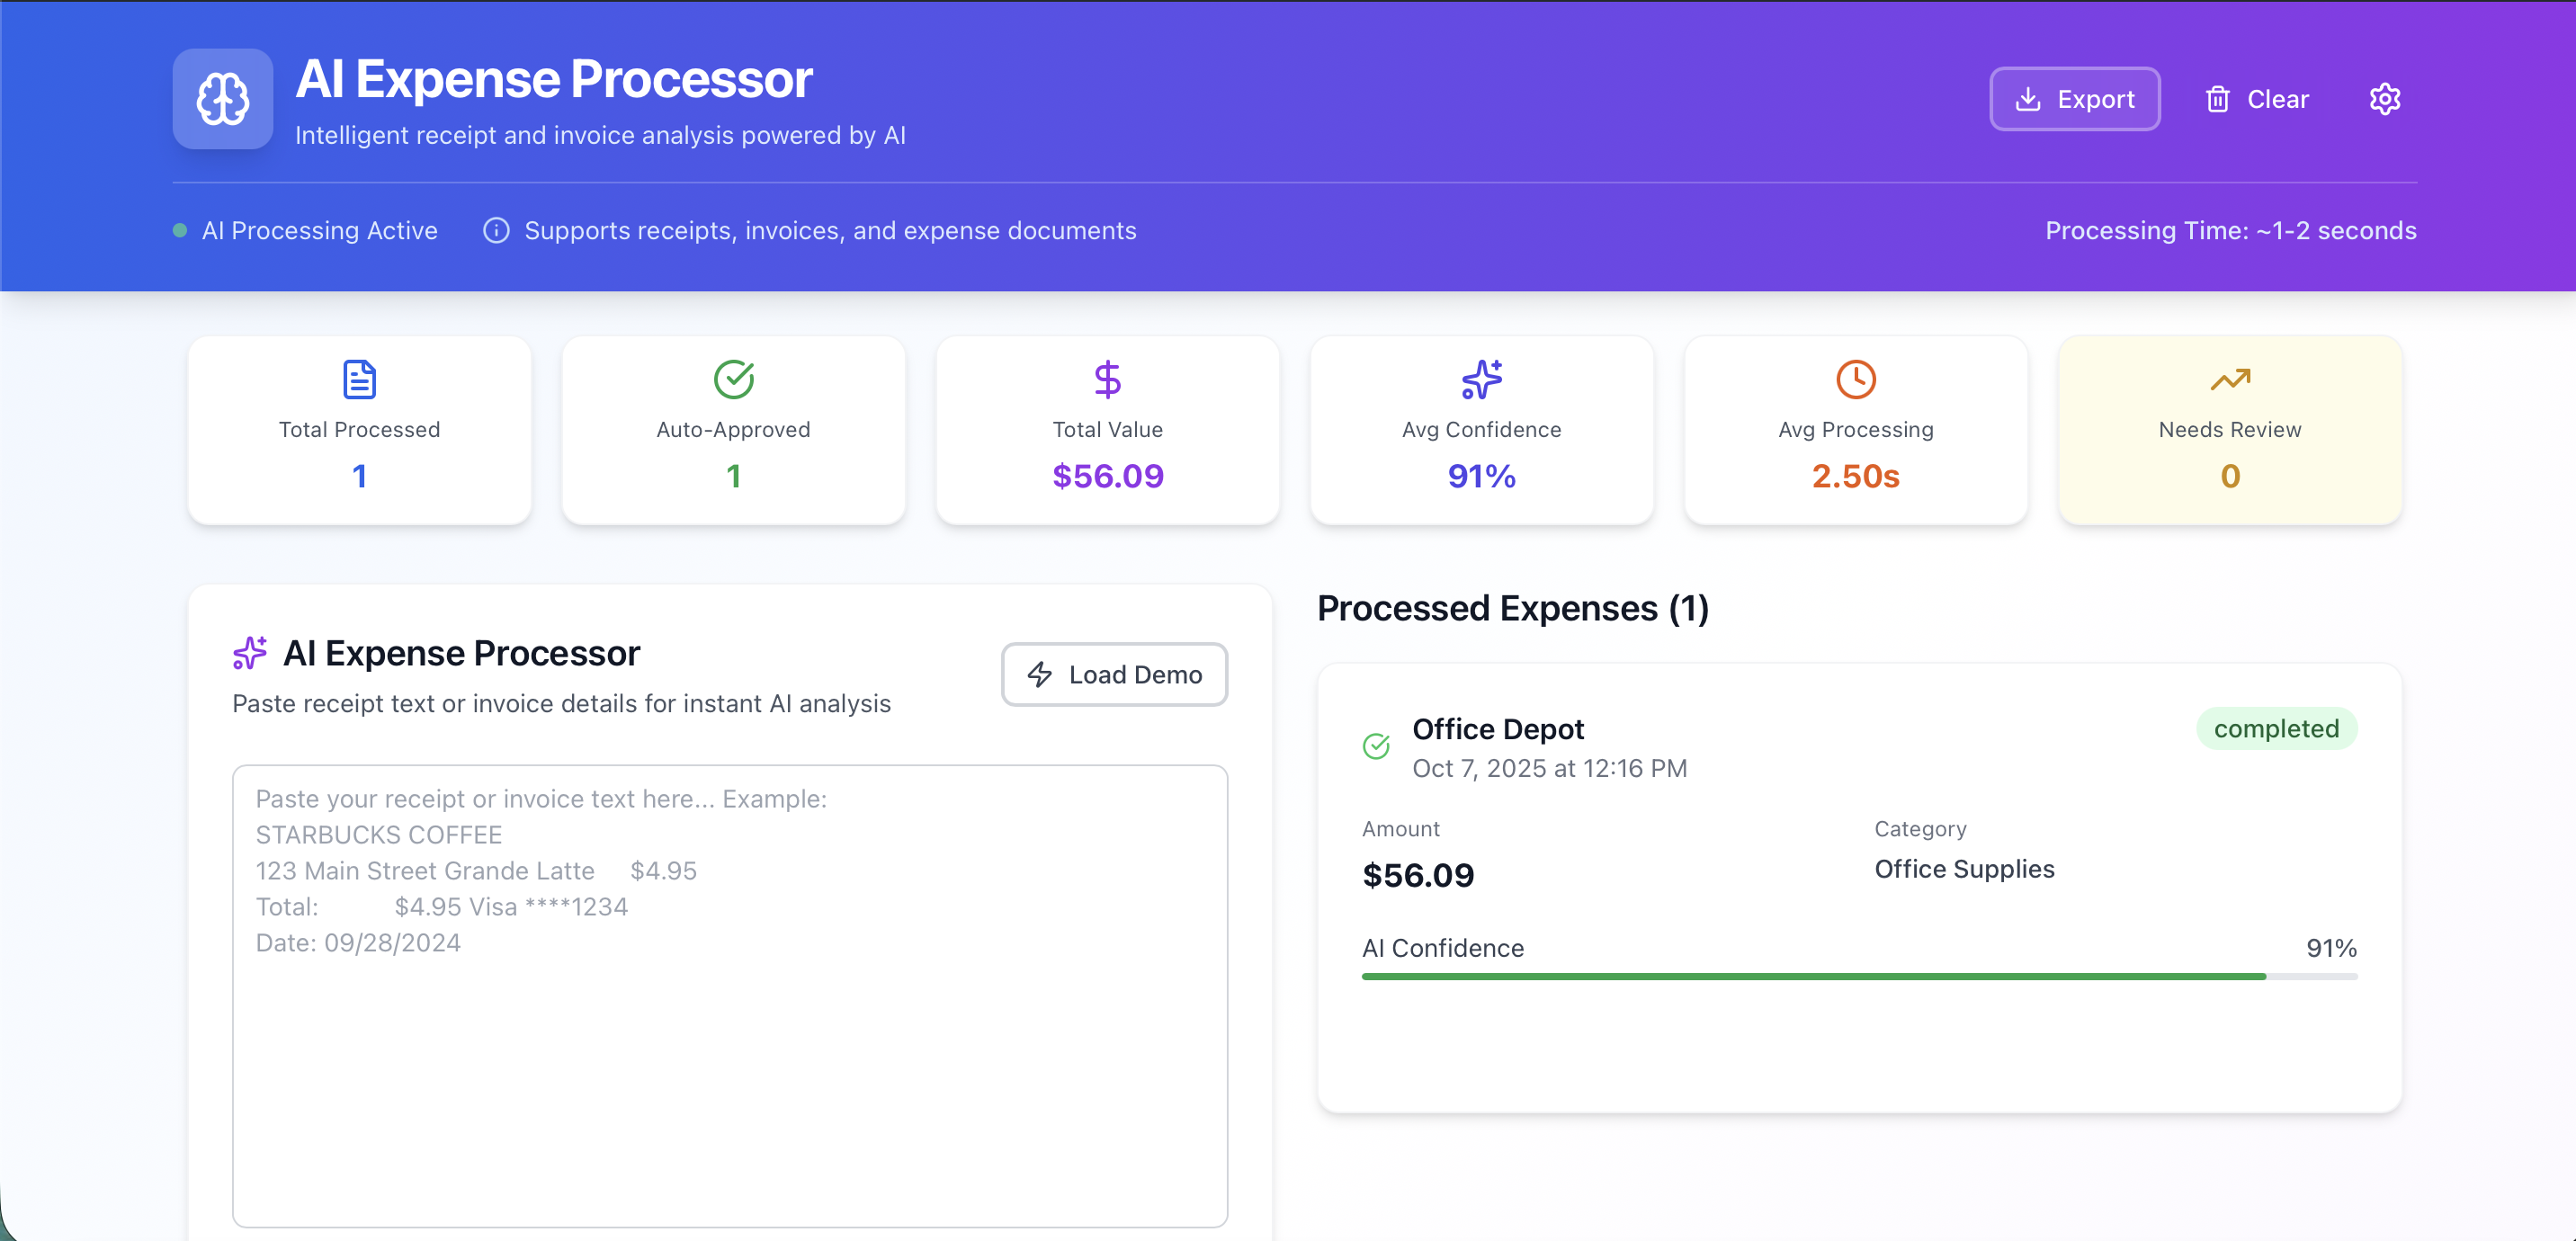 AI Expense Processor
Intelligent receipt and invoice analysis powered by AI
Export
Clear
AI Processing Active
Supports receipts, invoices, and expense documents
Processing Time: ~1-2 seconds
Total Processed
1
Auto-Approved
1
Total Value
$56.09
Avg Confidence
91%
Avg Processing
2.50s
Needs Review
0
AI Expense Processor
Paste receipt text or invoice details for instant AI analysis
Load Demo
Paste your receipt or invoice text here... Example:
STARBUCKS COFFEE
123 Main Street Grande Latte     $4.95
Total:           $4.95 Visa ****1234
Date: 09/28/2024
Processed Expenses (1)
Office Depot
completed
Oct 7, 2025 at 12:16 PM
Amount
$56.09
Category
Office Supplies
AI Confidence
91%